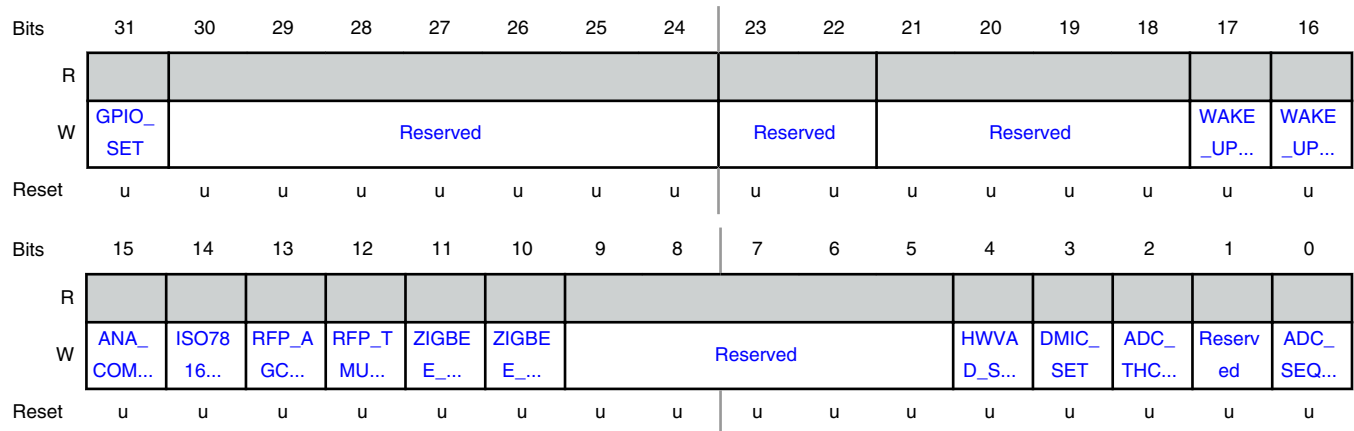 Bits 31 30 29 28 27 26 25 24 23 22 21 20 19 18 17 16
R
W GPIO_ Reserved Reserved Reserved WAKE WAKE
SET _UP... _UP...
Reset u u u u u u u u u u u u u u u u
Bits 15 14 13 12 11 10 9 8 7 6 5 4 3 2 1 0
R
W ANA_ ISO78 RFP_A RFP_T ZIGBE ZIGBE Reserved HWVA DMIC_ ADC_ Reserv ADC_
COM... 16... GC... MU... E_... E_... D_S... SET THC... ed SEQ...
Reset u u u u u u u u u u u u u u u u